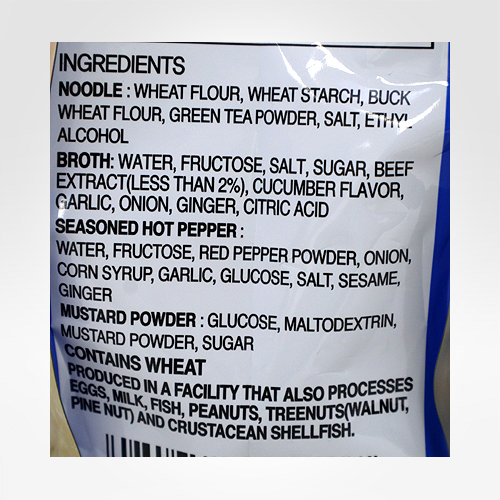 INGREDIENTS
NOODLE : WHEAT FLOUR, WHEAT STARCH, BUCK
WHEAT FLOUR, GREEN TEA POWDER, SALT, ETHYL
ALCOHOL
BROTH: WATER, FRUCTOSE, SALT, SUGAR, BEEF
EXTRACT(LESS THAN 2%), CUCUMBER FLAVOR,
GARLIC, ONION, GINGER, CITRIC ACID
SEASONED HOT PEPPER :
WATER, FRUCTOSE, RED PEPPER POWDER, ONION,
CORN SYRUP, GARLIC, GLUCOSE, SALT, SESAME,
GINGER
MUSTARD POWDER : GLUCOSE, MALTODEXTRIN,
MUSTARD POWDER, SUGAR
CONTAINS WHEAT
PRODUCED IN A FACILITY THAT ALSO PROCESSES
EGGS, MILK, FISH, PEANUTS, TREENUTS(WALNUT,
PINE NUT) AND CRUSTACEAN SHELLFISH.